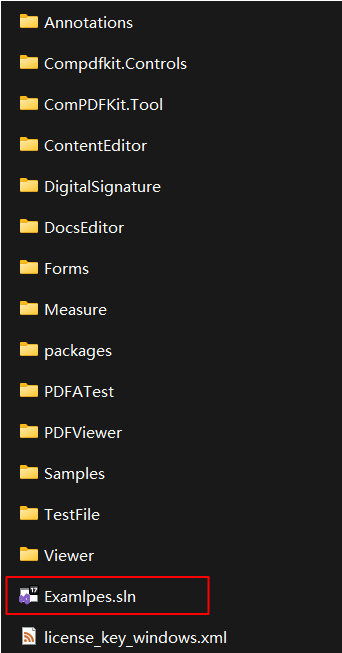 Annotations
Compdfkit.Controls
ComPDFKit.Tool
ContentEditor
DigitalSignature
DocsEditor
Forms
Measure
packages
PDFATest
PDFViewer
Samples
TestFile
Viewer
17
Examlpes.sln
license_key_windows.xml